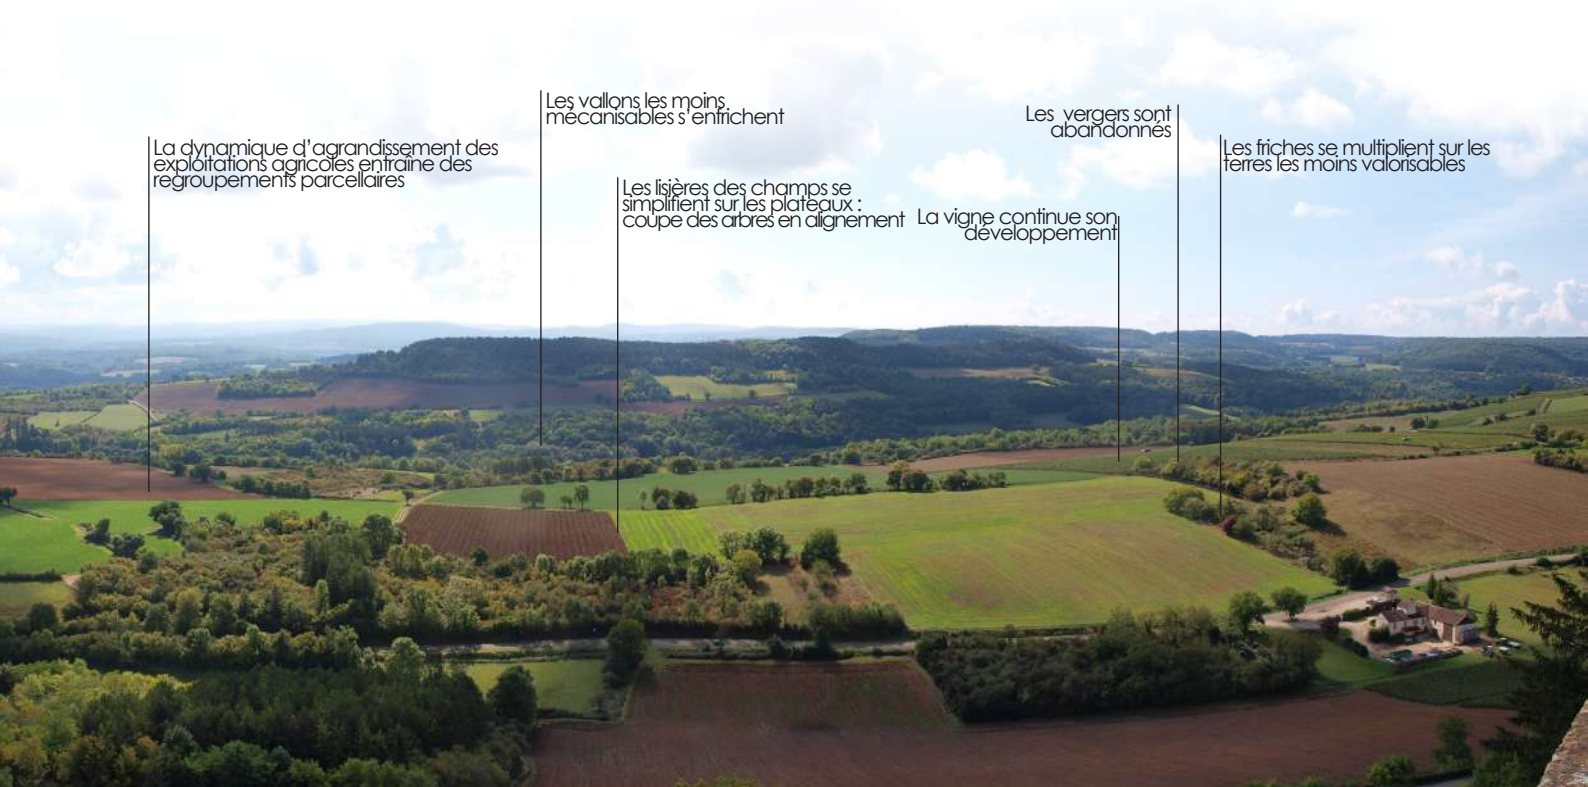 La dynamique d'agrandissement des
exploitations agricoles entraîne des
regroupements parcellaires
Les vallons les moins
mécanisables s'enfrichent
Les lisières des champs se
simplifient sur les plateaux :
coupe des arbres en alignement
La vigne continue son
développement
Les vergers sont
abandonnés
Les friches se multiplient sur les
terres les moins valorisables